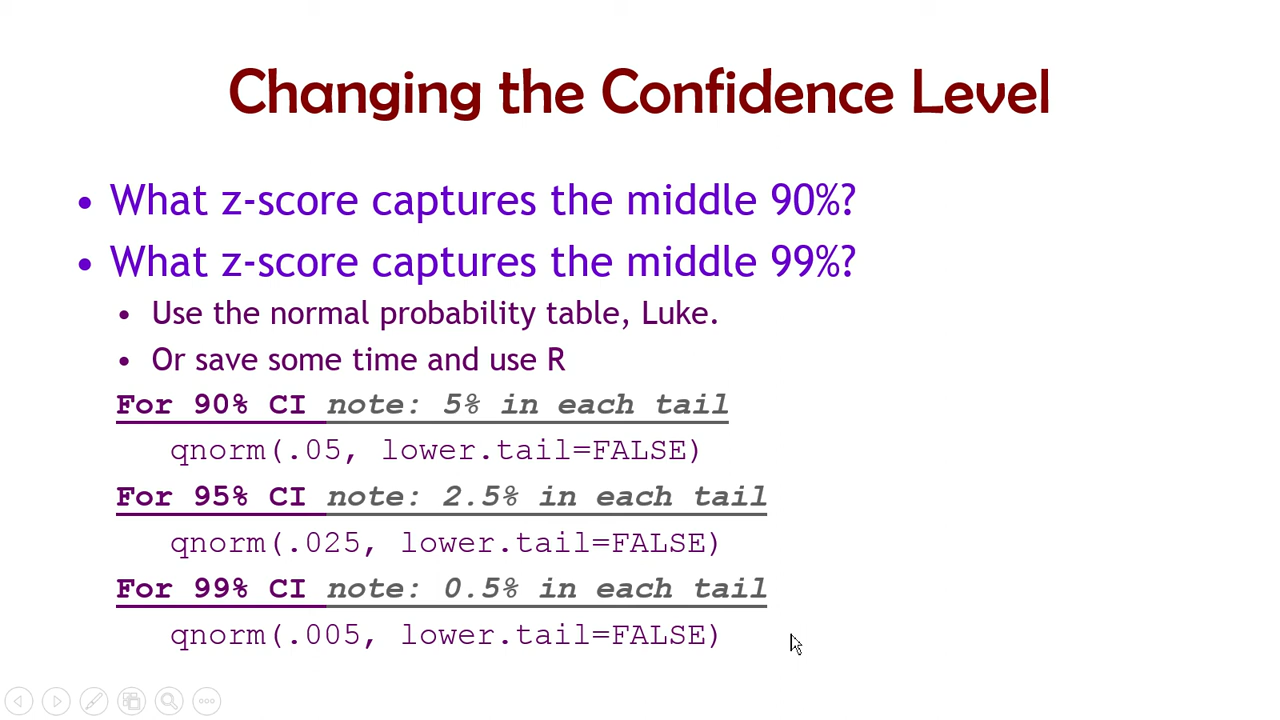 Changing the Confidence Level
• What z-score captures the middle 90%?
• What z-score captures the middle 99%?
• Use the normal probability table, Luke.
• Or save some time and use R
For 90% CI note: 5% in each tail
qnorm(.05, lower.tail=FALSE)
For 95% CI note: 2.5% in each tail
qnorm(.025, lower.tail=FALSE)
For 99% CI note: 0.5% in each tail
qnorm(.005, lower.tail=FALSE)